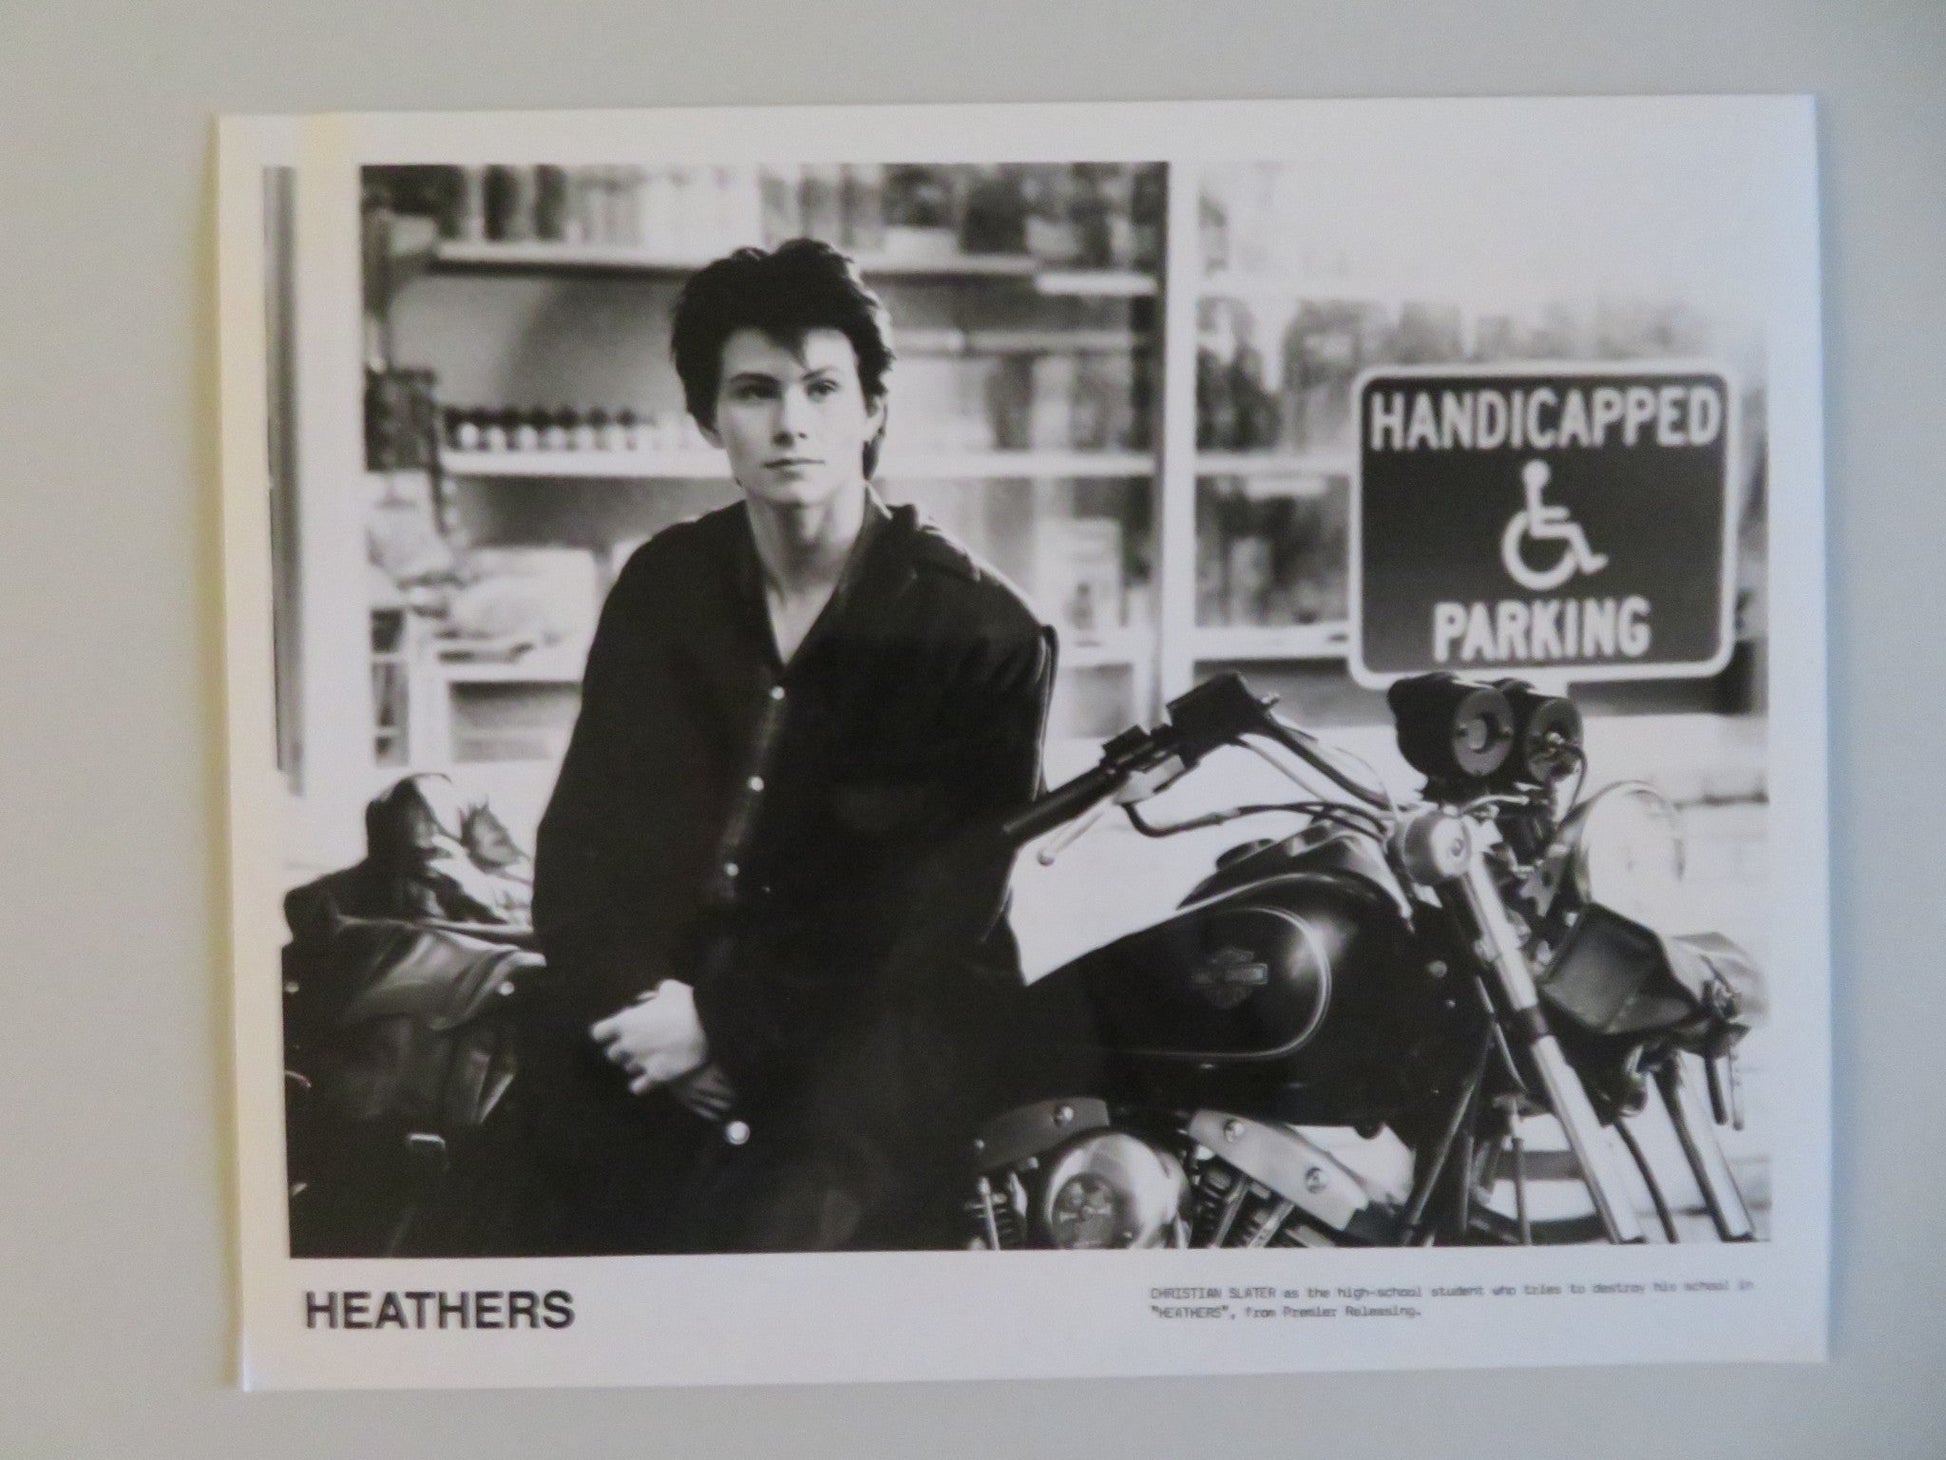 HANDICAPPED
PARKING
HEATHERS
CHRISTIAN SLATER as the high-school student who tries to destroy his school in
"HEATHERS", from Premier Releasing.